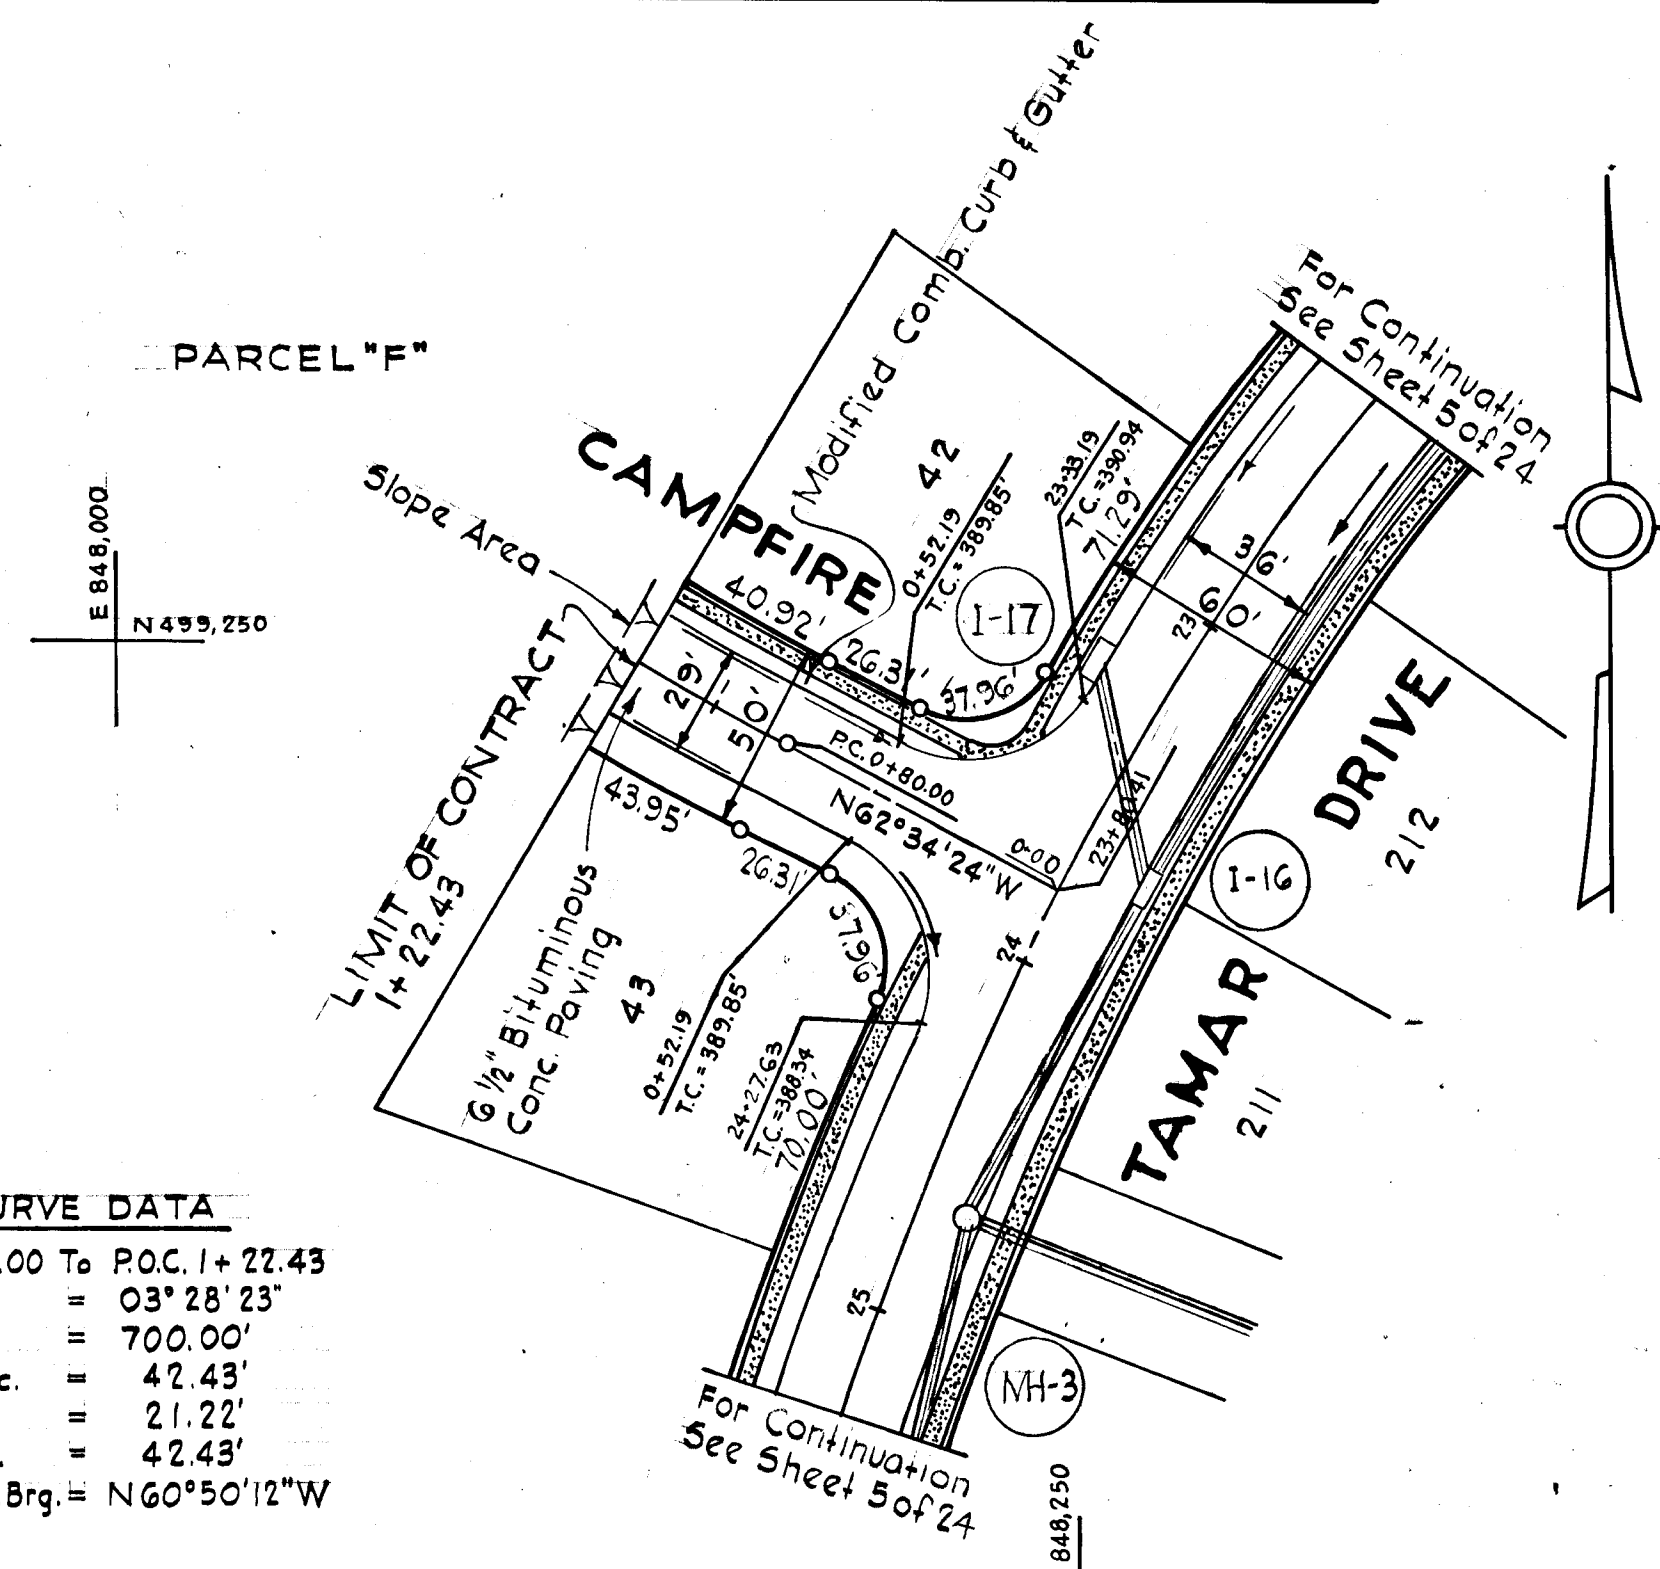 Modified Comb. Curb & Gutter
For Continuation
See Sheet 5 of 24
PARCEL "F"
CAMPFIRE
Slope Area
42
0+52.19
T.C. = 389.85'
23+33.19
T.C. = 390.94
71.29'
I-17
36'
60'
23
E 848,000
N 499,250
40.92'
26.31'
37.96'
29'
50'
P.C. 0+80.00
N62°34'24"W
0+00
23+80.41
43.95'
26.31'
37.96'
DRIVE
212
I-16
LIMIT OF CONTRACT
1+22.43
6 1/2" Bituminous
Conc. Paving
43
0+52.19
T.C. = 389.85'
24+27.63
T.C. = 388.34
70.00'
24
TAMAR
211
URVE DATA
.00 To P.O.C. 1+22.43
= 03°28'23"
= 700.00'
c. = 42.43'
= 21.22'
. = 42.43'
Brg. = N60°50'12"W
25
MH-3
For Continuation
See Sheet 5 of 24
848,250